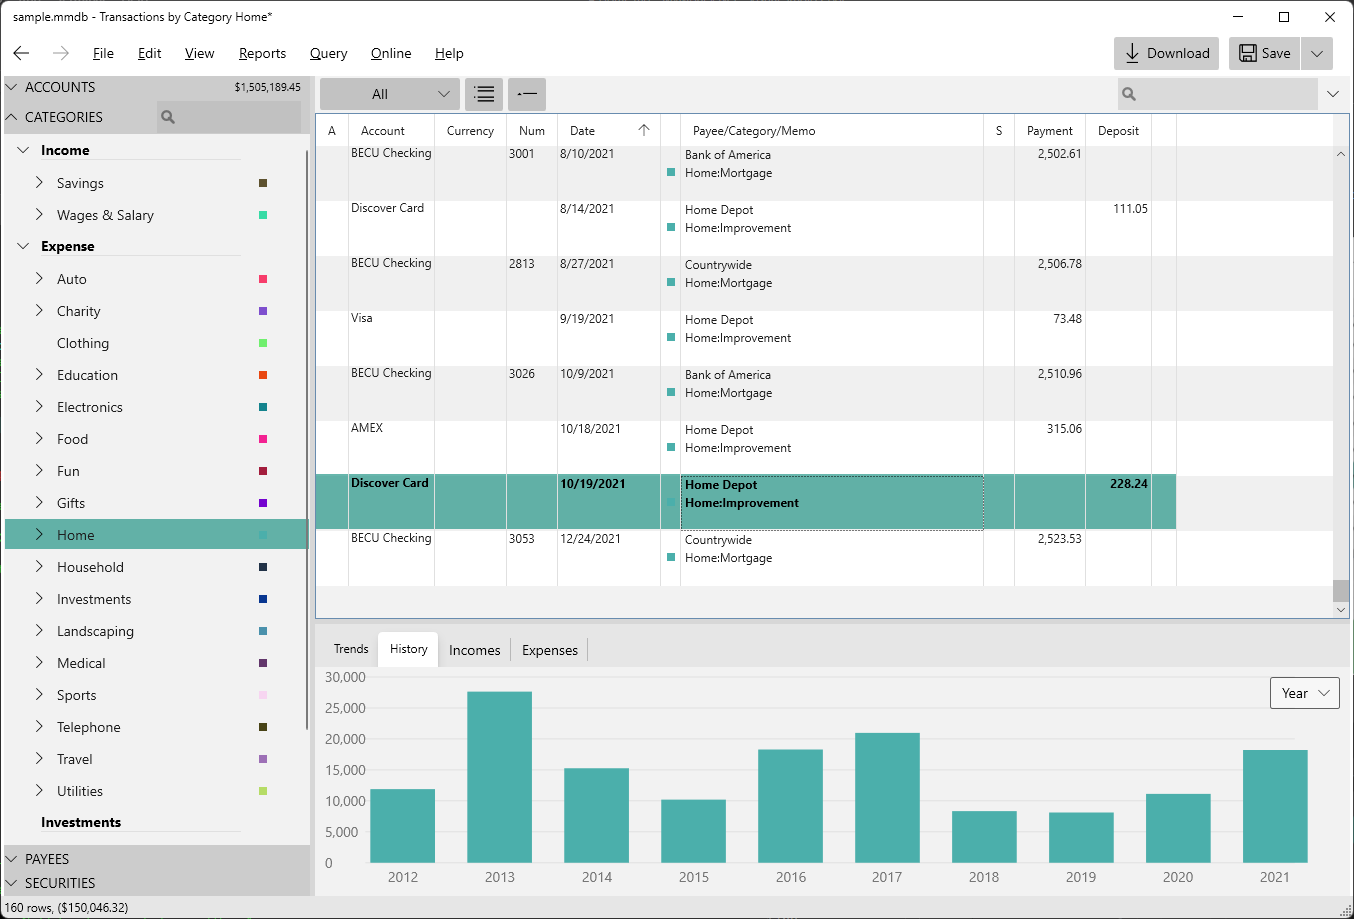 sample.mmdb - Transactions by Category Home*
File Edit View Reports Query Online Help
Download
Save
ACCOUNTS $1,505,189.45
CATEGORIES
Income
Savings
Wages & Salary
Expense
Auto
Charity
Clothing
Education
Electronics
Food
Fun
Gifts
Home
Household
Investments
Landscaping
Medical
Sports
Telephone
Travel
Utilities
Investments
PAYEES
SECURITIES
All
A Account Currency Num Date Payee/Category/Memo S Payment Deposit
BECU Checking 3001 8/10/2021 Bank of America 2,502.61
Home:Mortgage
Discover Card 8/14/2021 Home Depot 111.05
Home:Improvement
BECU Checking 2813 8/27/2021 Countrywide 2,506.78
Home:Mortgage
Visa 9/19/2021 Home Depot 73.48
Home:Improvement
BECU Checking 3026 10/9/2021 Bank of America 2,510.96
Home:Mortgage
AMEX 10/18/2021 Home Depot 315.06
Home:Improvement
Discover Card 10/19/2021 Home Depot 228.24
Home:Improvement
BECU Checking 3053 12/24/2021 Countrywide 2,523.53
Home:Mortgage
Trends History Incomes Expenses
Year
30,000
25,000
20,000
15,000
10,000
5,000
0
2012 2013 2014 2015 2016 2017 2018 2019 2020 2021
160 rows, ($150,046.32)